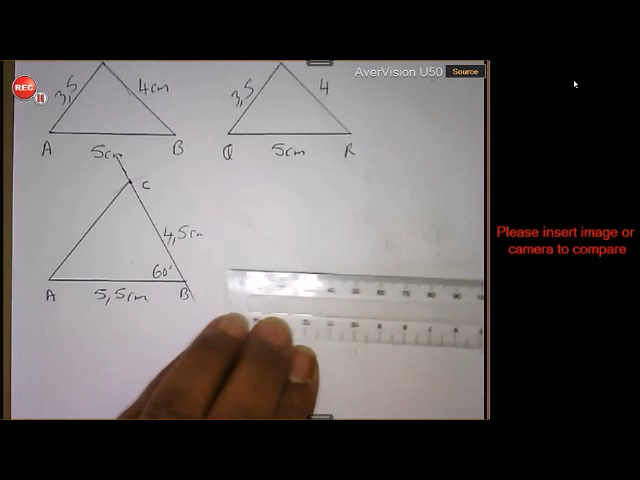 REC
AverVision U50
Source
3,5
4cm
3,5
4
A
5cm
B
Q
5cm
R
C
4,5cm
60°
A
5,5cm
B
Please insert image or
camera to compare